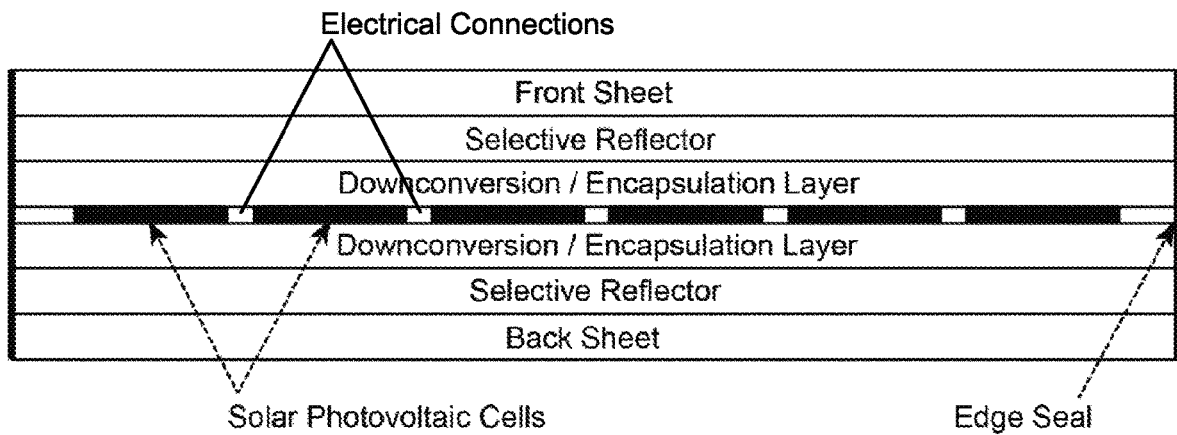 Electrical Connections
Front Sheet
Selective Reflector
Downconversion / Encapsulation Layer
Downconversion / Encapsulation Layer
Selective Reflector
Back Sheet
Solar Photovoltaic Cells
Edge Seal